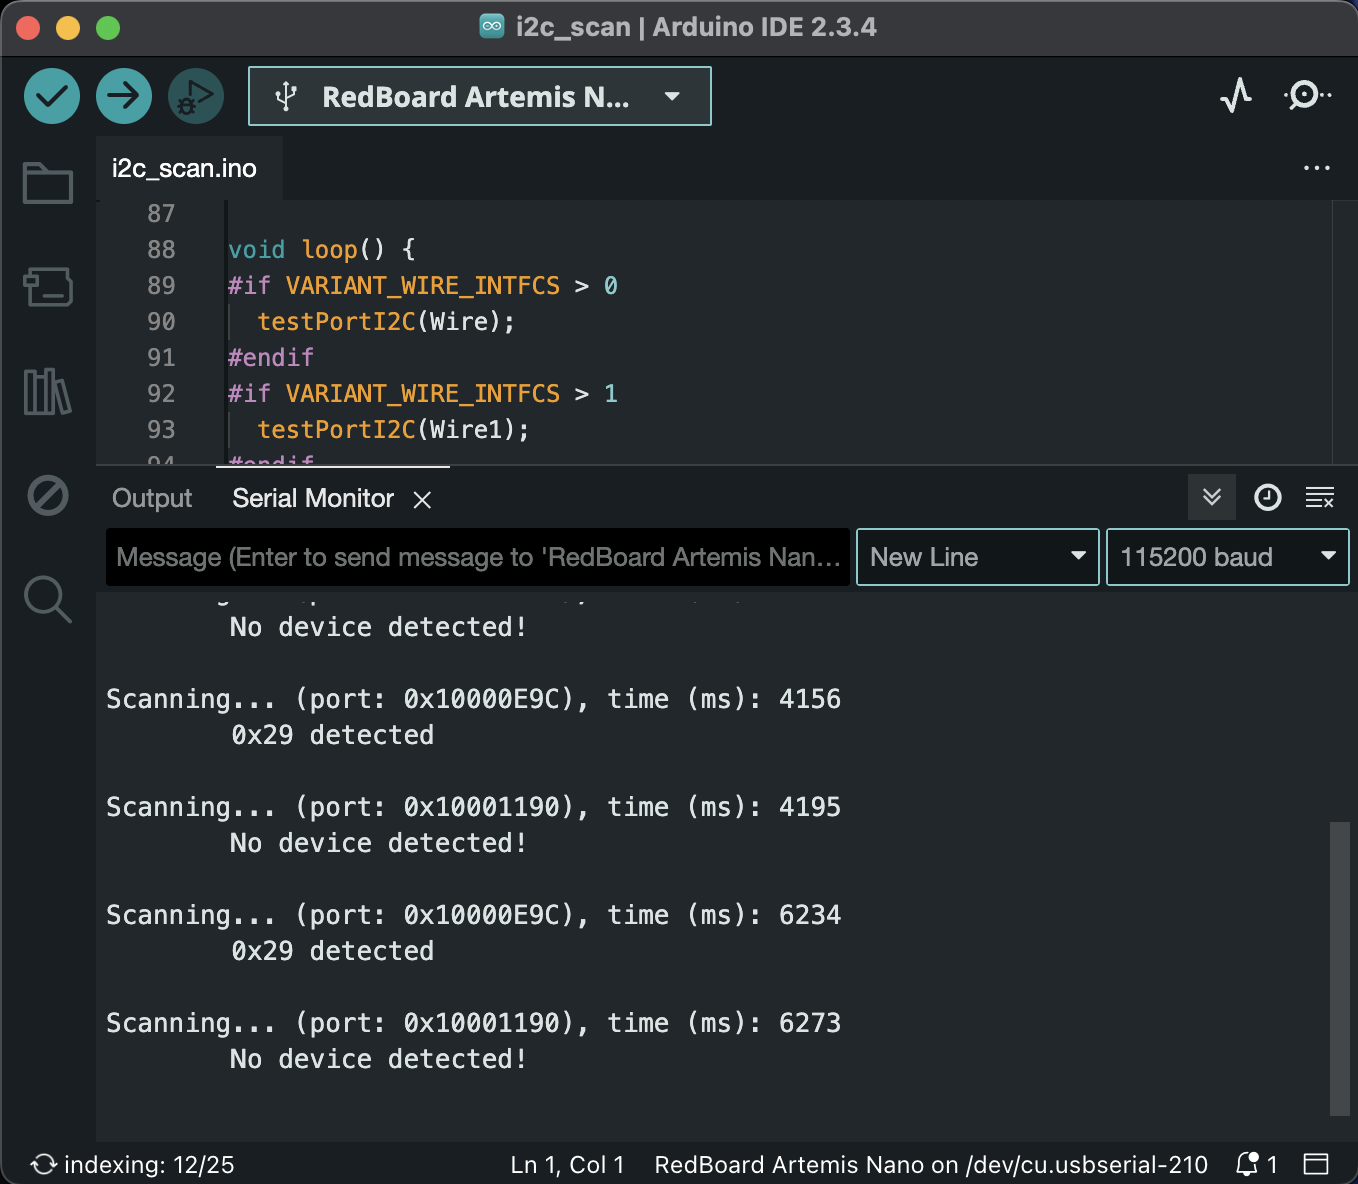 i2c_scan | Arduino IDE 2.3.4
RedBoard Artemis N...
i2c_scan.ino
87
88 void loop() {
89 #if VARIANT_WIRE_INTFCS > 0
90 testPortI2C(Wire);
91 #endif
92 #if VARIANT_WIRE_INTFCS > 1
93 testPortI2C(Wire1);
94 #endif
Output Serial Monitor
Message (Enter to send message to 'RedBoard Artemis Nan... New Line 115200 baud
No device detected!
Scanning... (port: 0x10000E9C), time (ms): 4156
0x29 detected
Scanning... (port: 0x10001190), time (ms): 4195
No device detected!
Scanning... (port: 0x10000E9C), time (ms): 6234
0x29 detected
Scanning... (port: 0x10001190), time (ms): 6273
No device detected!
indexing: 12/25 Ln 1, Col 1 RedBoard Artemis Nano on /dev/cu.usbserial-210 1